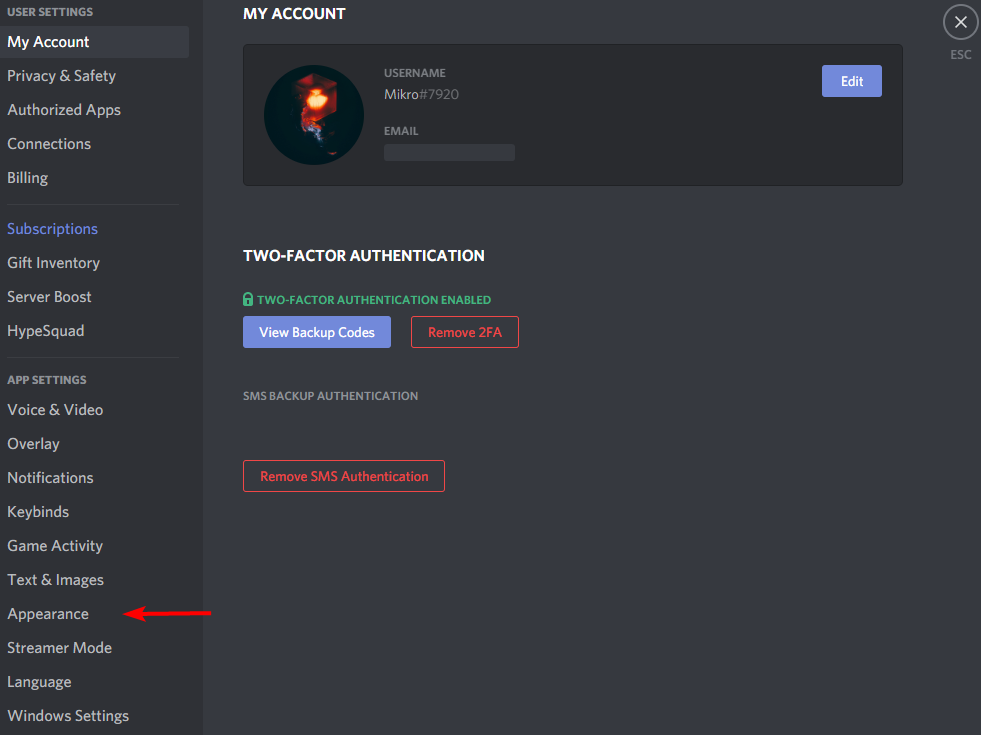 USER SETTINGS
My Account
Privacy & Safety
Authorized Apps
Connections
Billing
Subscriptions
Gift Inventory
Server Boost
HypeSquad
APP SETTINGS
Voice & Video
Overlay
Notifications
Keybinds
Game Activity
Text & Images
Appearance
Streamer Mode
Language
Windows Settings
MY ACCOUNT
USERNAME
Mikro#7920
Edit
EMAIL
TWO-FACTOR AUTHENTICATION
TWO-FACTOR AUTHENTICATION ENABLED
View Backup Codes
Remove 2FA
SMS BACKUP AUTHENTICATION
Remove SMS Authentication
ESC